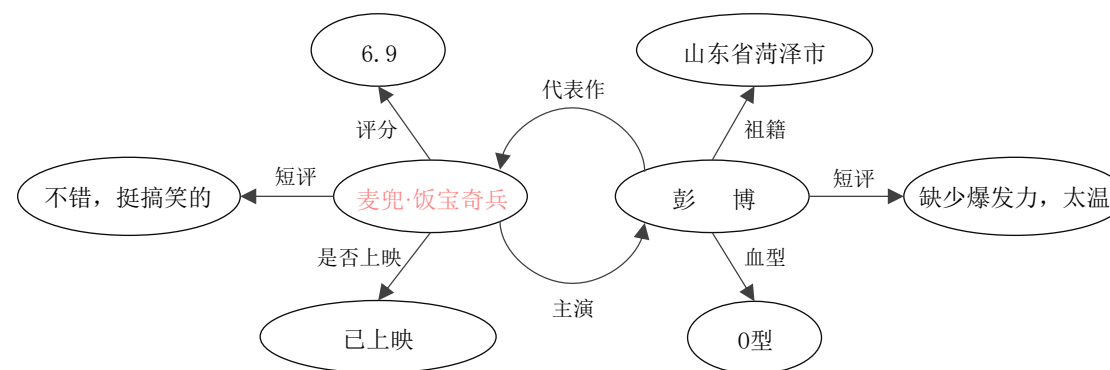 6.9
山东省菏泽市
代表作
评分
祖籍
短评
短评
不错，挺搞笑的
麦兜·饭宝奇兵
彭 博
缺少爆发力，太温
是否上映
血型
主演
已上映
O型